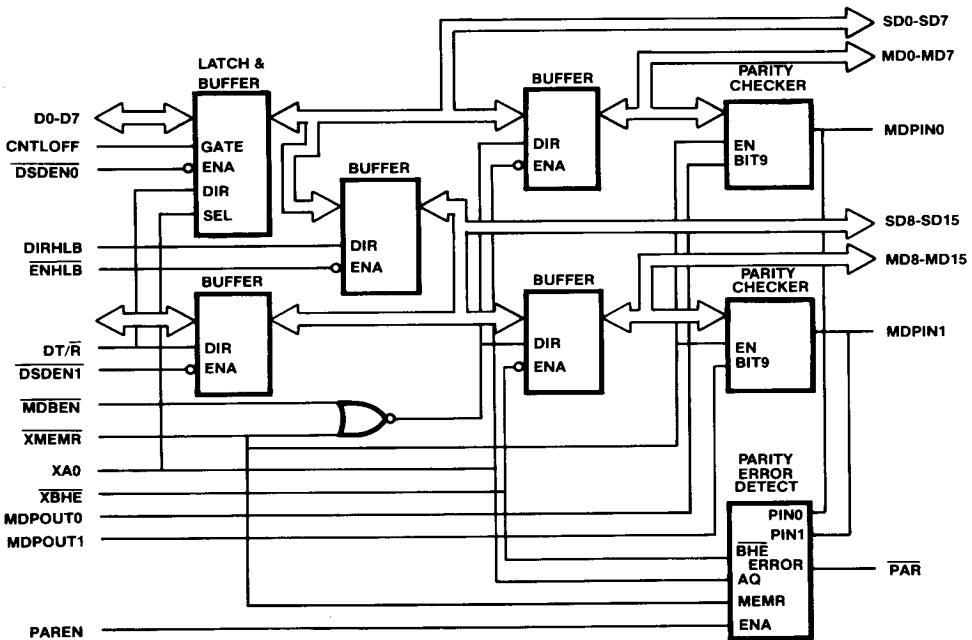 SD0-SD7
MD0-MD7
LATCH &
BUFFER
BUFFER
PARITY
CHECKER
D0-D7
MDPIN0
CNTLOFF
GATE
DIR
EN
DSDEN0
ENA
ENA
BIT9
DIR
BUFFER
SEL
SD8-SD15
DIRHLB
DIR
MD8-MD15
ENHLB
ENA
BUFFER
BUFFER
PARITY
CHECKER
MDPIN1
DT/R
DIR
DIR
EN
DSDEN1
ENA
ENA
BIT9
MDBEN
XMEMR
XA0
PARITY
ERROR
DETECT
XBHE
MDPOUT0
PIN0
MDPOUT1
PIN1
BHE
ERROR
PAR
AQ
MEMR
PAREN
ENA